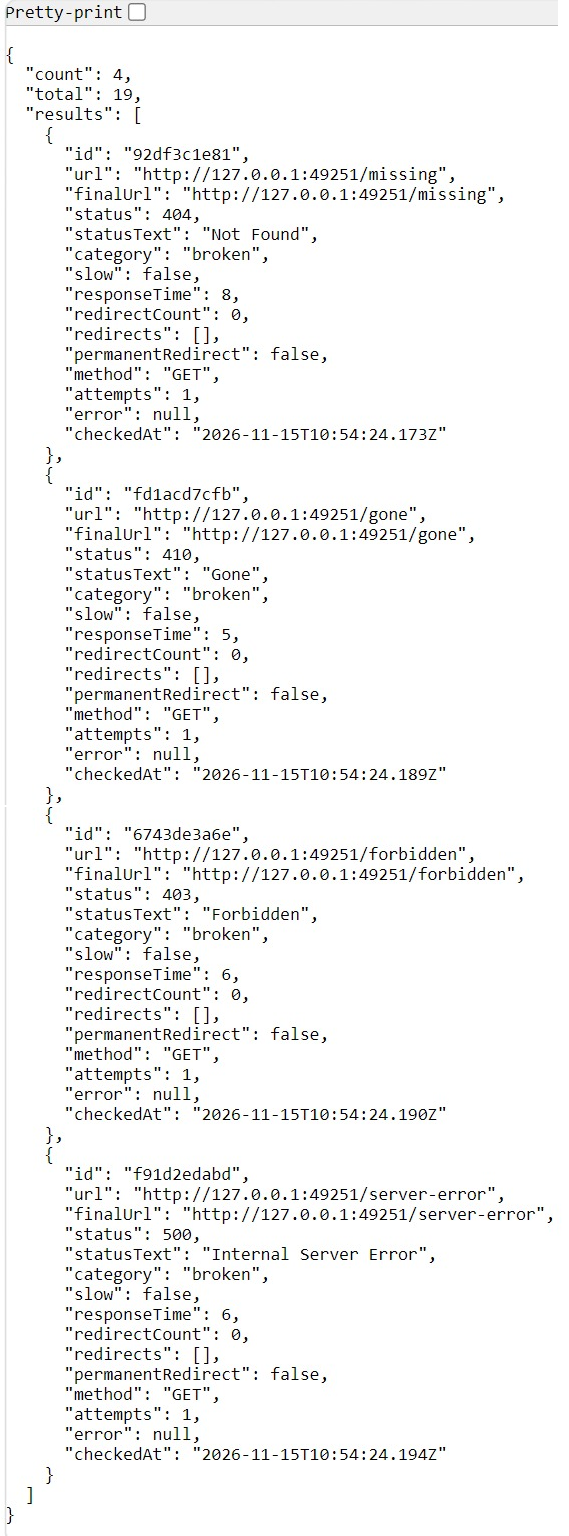 Pretty-print
{
  "count": 4,
  "total": 19,
  "results": [
    {
      "id": "92df3c1e81",
      "url": "http://127.0.0.1:49251/missing",
      "finalUrl": "http://127.0.0.1:49251/missing",
      "status": 404,
      "statusText": "Not Found",
      "category": "broken",
      "slow": false,
      "responseTime": 8,
      "redirectCount": 0,
      "redirects": [],
      "permanentRedirect": false,
      "method": "GET",
      "attempts": 1,
      "error": null,
      "checkedAt": "2026-11-15T10:54:24.173Z"
    },
    {
      "id": "fd1acd7cfb",
      "url": "http://127.0.0.1:49251/gone",
      "finalUrl": "http://127.0.0.1:49251/gone",
      "status": 410,
      "statusText": "Gone",
      "category": "broken",
      "slow": false,
      "responseTime": 5,
      "redirectCount": 0,
      "redirects": [],
      "permanentRedirect": false,
      "method": "GET",
      "attempts": 1,
      "error": null,
      "checkedAt": "2026-11-15T10:54:24.189Z"
    },
    {
      "id": "6743de3a6e",
      "url": "http://127.0.0.1:49251/forbidden",
      "finalUrl": "http://127.0.0.1:49251/forbidden",
      "status": 403,
      "statusText": "Forbidden",
      "category": "broken",
      "slow": false,
      "responseTime": 6,
      "redirectCount": 0,
      "redirects": [],
      "permanentRedirect": false,
      "method": "GET",
      "attempts": 1,
      "error": null,
      "checkedAt": "2026-11-15T10:54:24.190Z"
    },
    {
      "id": "f91d2edabd",
      "url": "http://127.0.0.1:49251/server-error",
      "finalUrl": "http://127.0.0.1:49251/server-error",
      "status": 500,
      "statusText": "Internal Server Error",
      "category": "broken",
      "slow": false,
      "responseTime": 6,
      "redirectCount": 0,
      "redirects": [],
      "permanentRedirect": false,
      "method": "GET",
      "attempts": 1,
      "error": null,
      "checkedAt": "2026-11-15T10:54:24.194Z"
    }
  ]
}